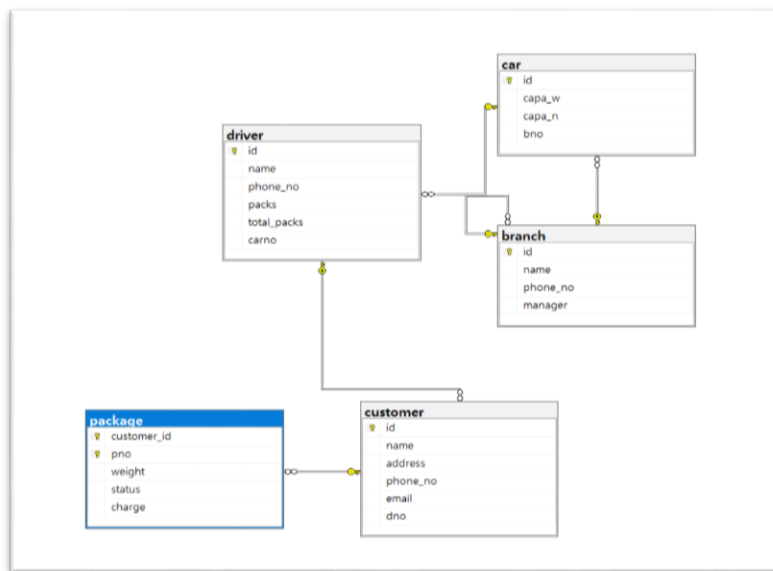 car
id
capa_w
capa_n
bno
driver
id
name
phone_no
packs
total_packs
carno
branch
id
name
phone_no
manager
package
customer_id
pno
weight
status
charge
customer
id
name
address
phone_no
email
dno